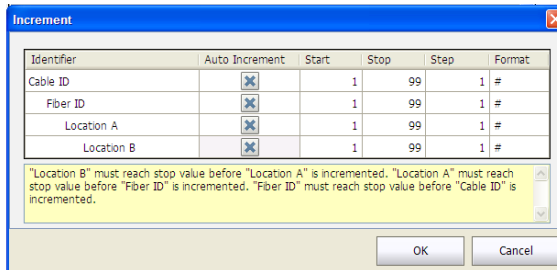 Increment
Identifier Auto Increment Start Stop Step Format
Cable ID 1 99 1 #
Fiber ID 1 99 1 #
Location A 1 99 1 #
Location B 1 99 1 #
"Location B" must reach stop value before "Location A" is incremented. "Location A" must reach
stop value before "Fiber ID" is incremented. "Fiber ID" must reach stop value before "Cable ID" is
incremented.
OK Cancel